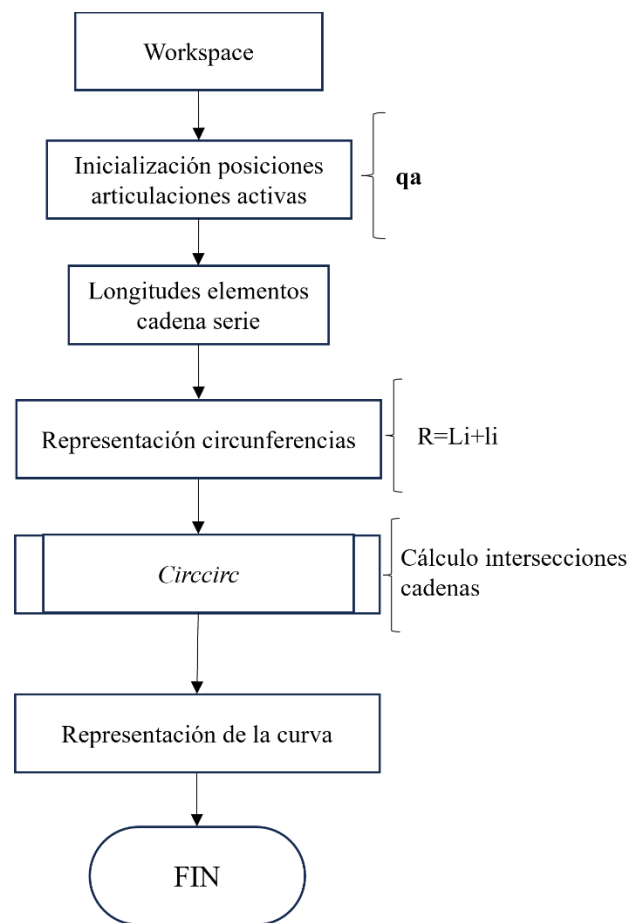 Workspace
Inicialización posiciones
articulaciones activas
qa
Longitudes elementos
cadena serie
Representación circunferencias
R=Li+li
Circcirc
Cálculo intersecciones
cadenas
Representación de la curva
FIN